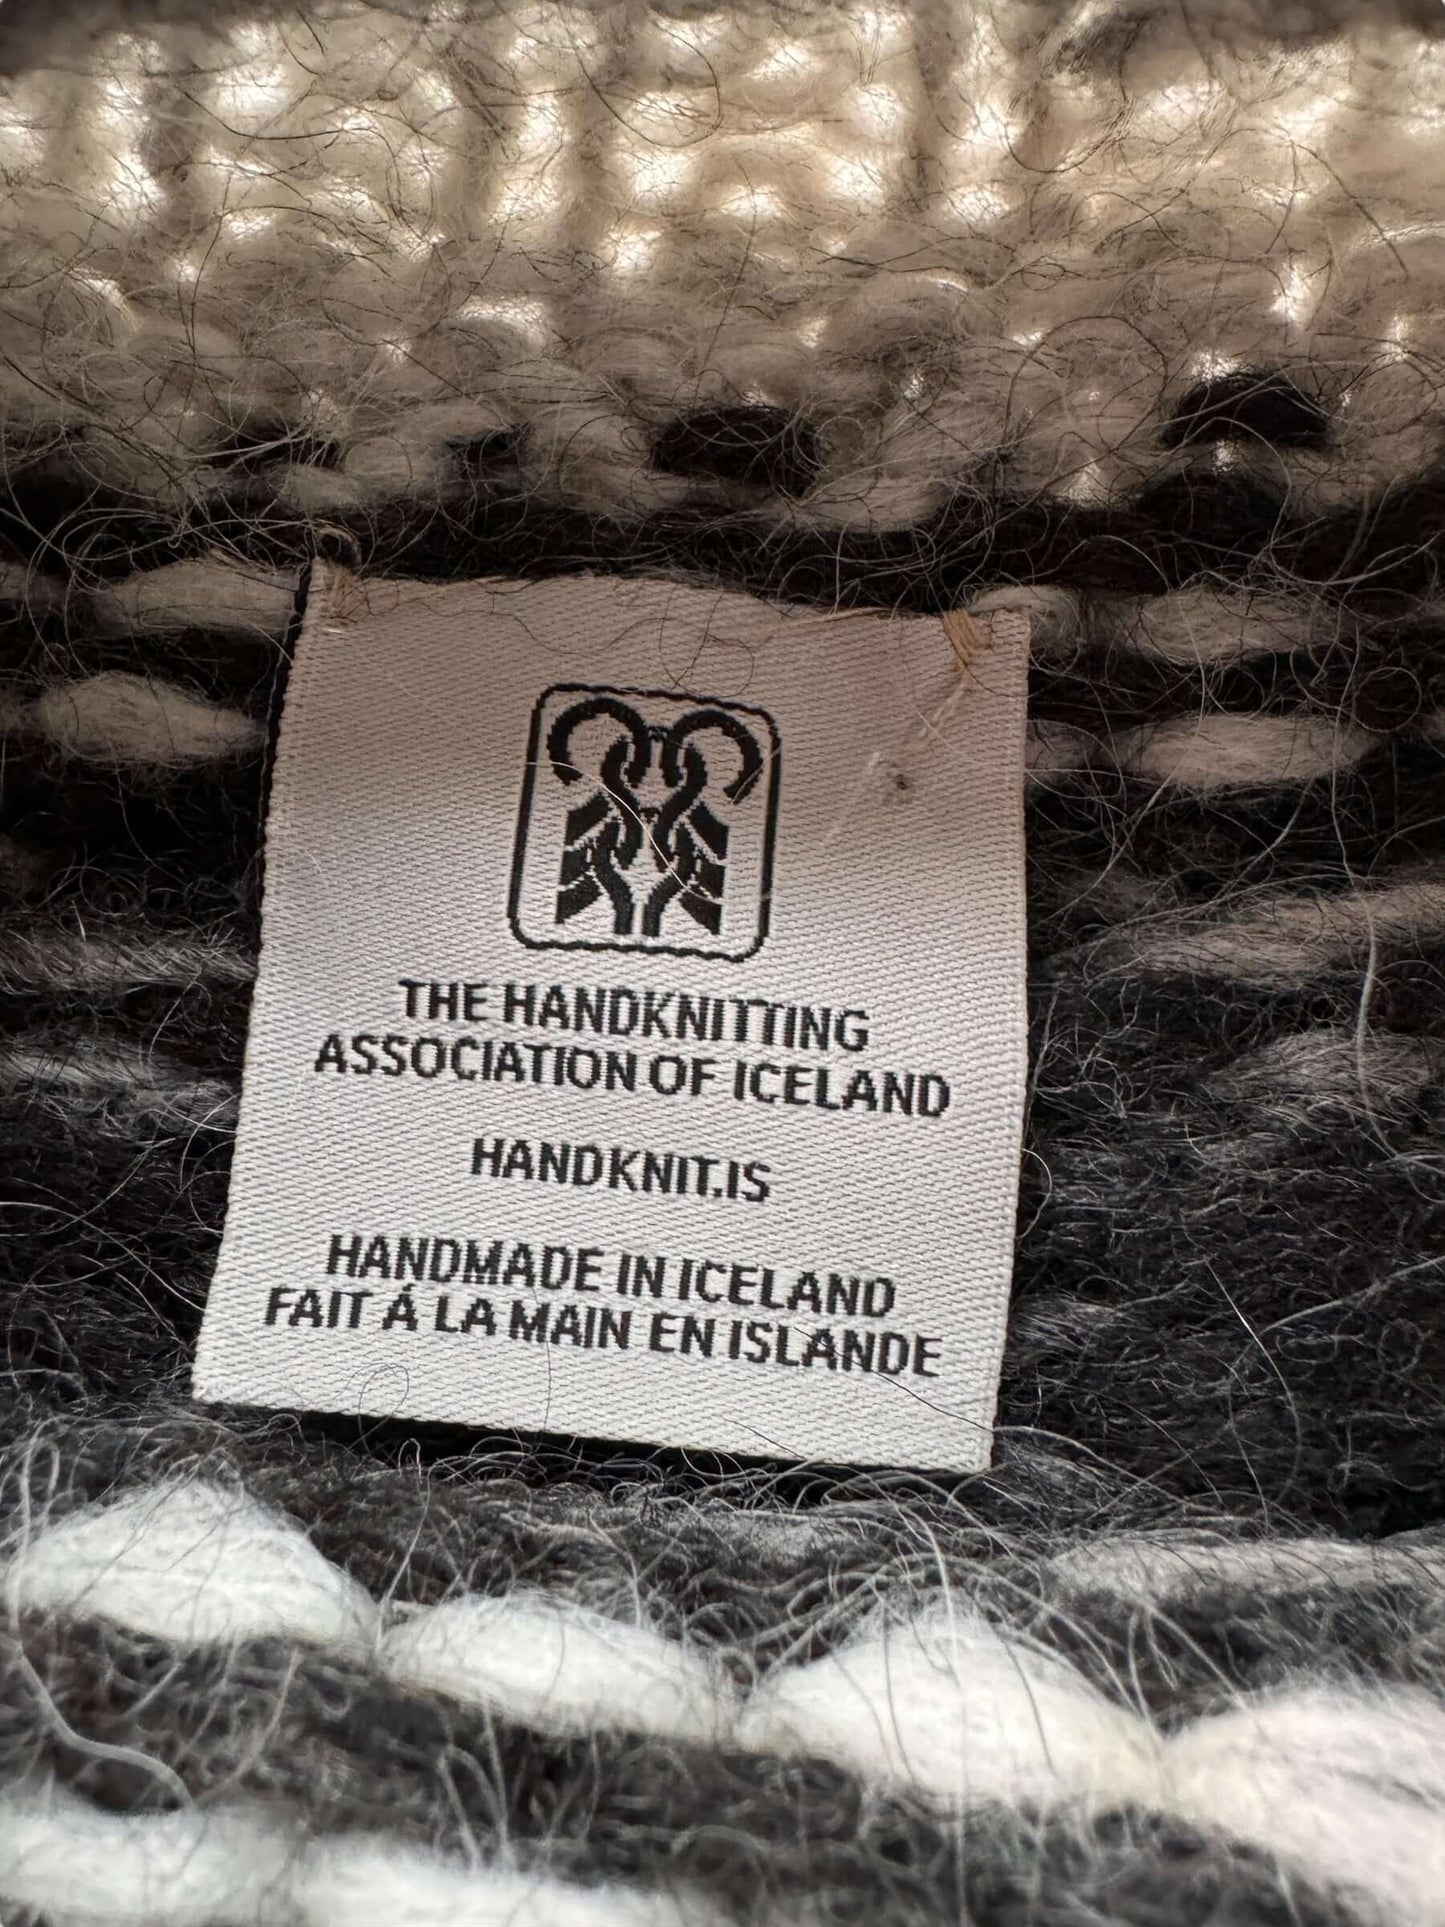 THE HANDKNITTING
ASSOCIATION OF ICELAND
HANDKNIT.IS
HANDMADE IN ICELAND
FAIT Á LA MAIN EN ISLANDE